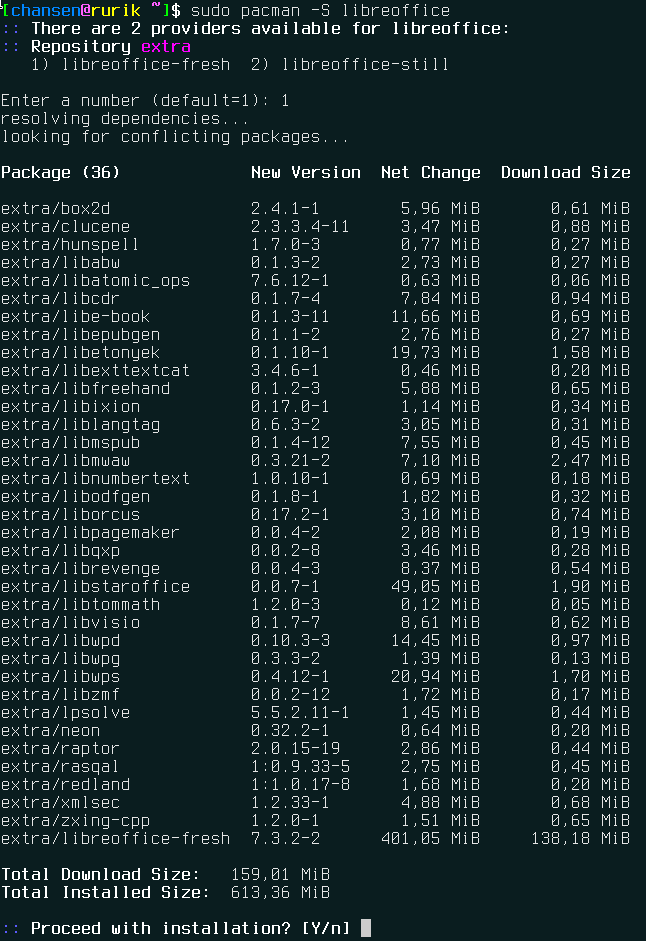 [chansen@rurik ~]$ sudo pacman -S libreoffice
:: There are 2 providers available for libreoffice:
:: Repository extra
   1) libreoffice-fresh  2) libreoffice-still

Enter a number (default=1): 1
resolving dependencies...
looking for conflicting packages...

Package (36)             New Version  Net Change  Download Size

extra/box2d              2.4.1-1        5,96 MiB       0,61 MiB
extra/clucene            2.3.3.4-11     3,47 MiB       0,88 MiB
extra/hunspell           1.7.0-3        0,77 MiB       0,27 MiB
extra/libabw             0.1.3-2        2,73 MiB       0,27 MiB
extra/libatomic_ops      7.6.12-1       0,63 MiB       0,06 MiB
extra/libcdr             0.1.7-4        7,84 MiB       0,94 MiB
extra/libe-book          0.1.3-11      11,66 MiB       0,69 MiB
extra/libepubgen         0.1.1-2        2,76 MiB       0,27 MiB
extra/libetonyek         0.1.10-1      19,73 MiB       1,58 MiB
extra/libexttextcat      3.4.6-1        0,46 MiB       0,20 MiB
extra/libfreehand        0.1.2-3        5,88 MiB       0,65 MiB
extra/libixion           0.17.0-1       1,14 MiB       0,34 MiB
extra/liblangtag         0.6.3-2        3,05 MiB       0,31 MiB
extra/libmspub           0.1.4-12       7,55 MiB       0,45 MiB
extra/libmwaw            0.3.21-2       7,10 MiB       2,47 MiB
extra/libnumbertext      1.0.10-1       0,69 MiB       0,18 MiB
extra/libodfgen          0.1.8-1        1,82 MiB       0,32 MiB
extra/liborcus           0.17.2-1       3,10 MiB       0,74 MiB
extra/libpagemaker       0.0.4-2        2,08 MiB       0,19 MiB
extra/libqxp             0.0.2-8        3,46 MiB       0,28 MiB
extra/librevenge         0.0.4-3        8,37 MiB       0,54 MiB
extra/libstaroffice      0.0.7-1       49,05 MiB       1,90 MiB
extra/libtommath         1.2.0-3        0,12 MiB       0,05 MiB
extra/libvisio           0.1.7-7        8,61 MiB       0,62 MiB
extra/libwpd             0.10.3-3      14,45 MiB       0,97 MiB
extra/libwpg             0.3.3-2        1,39 MiB       0,13 MiB
extra/libwps             0.4.12-1      20,94 MiB       1,70 MiB
extra/libzmf             0.0.2-12       1,72 MiB       0,17 MiB
extra/lpsolve            5.5.2.11-1     1,45 MiB       0,44 MiB
extra/neon               0.32.2-1       0,64 MiB       0,20 MiB
extra/raptor             2.0.15-19      2,86 MiB       0,44 MiB
extra/rasqal             1:0.9.33-5     2,75 MiB       0,45 MiB
extra/redland            1:1.0.17-8     1,68 MiB       0,20 MiB
extra/xmlsec             1.2.33-1       4,88 MiB       0,68 MiB
extra/zxing-cpp          1.2.0-1        1,51 MiB       0,65 MiB
extra/libreoffice-fresh  7.3.2-2      401,05 MiB     138,18 MiB

Total Download Size:   159,01 MiB
Total Installed Size:  613,36 MiB

:: Proceed with installation? [Y/n]